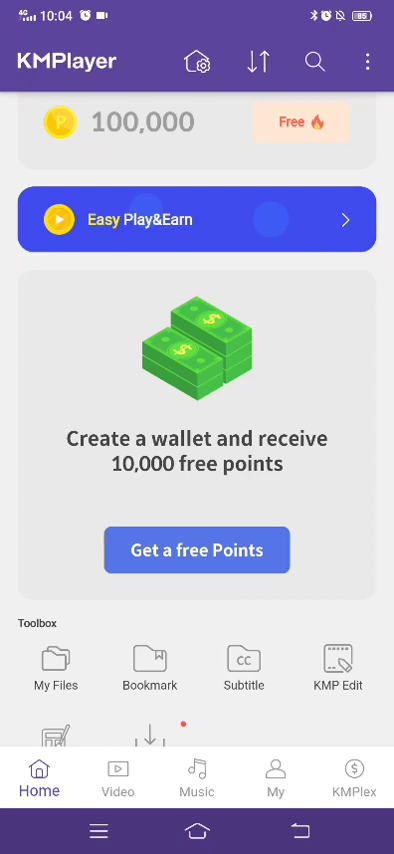 4G 10:04 85
KMPlayer
P 100,000 Free
Easy Play&Earn
$
$
Create a wallet and receive
10,000 free points
Get a free Points
Toolbox
CC
My Files Bookmark Subtitle KMP Edit
$
Home Video Music My KMPlex